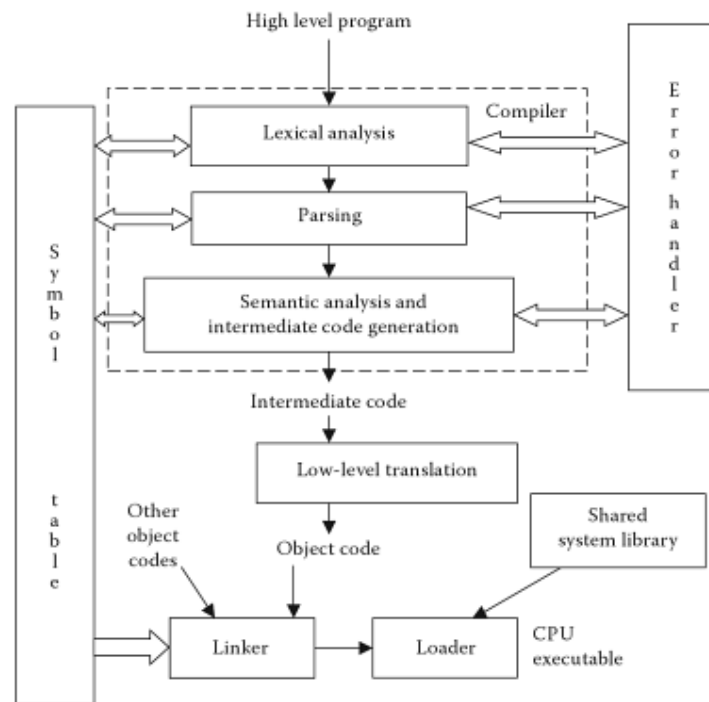 High level program
Compiler
Lexical analysis
Parsing
Semantic analysis and
intermediate code generation
Symbol table
Error handler
Intermediate code
Low-level translation
Other
object
codes
Object code
Shared
system library
Linker
Loader
CPU
executable